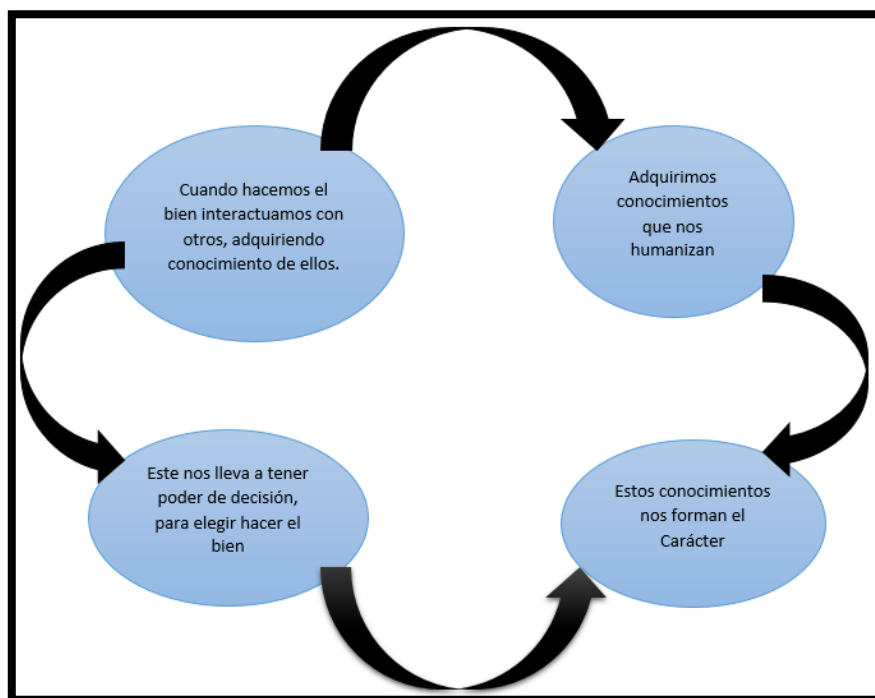 Cuando hacemos el
bien interactuamos con
otros, adquiriendo
conocimiento de ellos.
Adquirimos
conocimientos
que nos
humanizan
Este nos lleva a tener
poder de decisión,
para elegir hacer el
bien
Estos conocimientos
nos forman el
Carácter